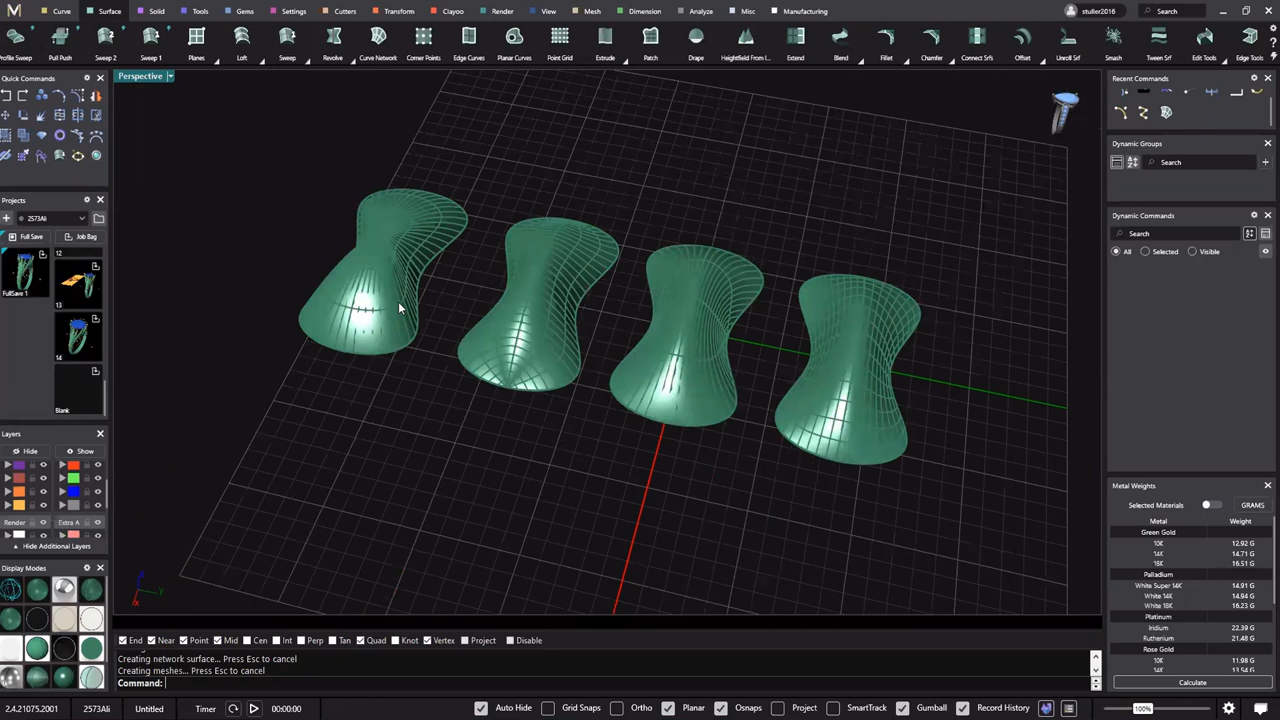 Curve Surface Solid Tools Gems Settings Cutters Transform Clayoo Render View Mesh Dimension Analyze Misc Manufacturing stuller2016 Search
Profile Sweep Pull Push Sweep 2 Sweep 1 Planes Loft Sweep Revolve Curve Network Corner Points Edge Curves Planar Curves Point Grid Extrude Patch Drape Heightfield From I... Extend Blend Fillet Chamfer Connect Srfs Offset Unroll Srf Smash Tween Srf Edit Tools Edge Tools
Quick Commands
Perspective
Recent Commands
Dynamic Groups
Search
Projects
2573Ali
Full Save Job Bag
FullSave 1
12
13
14
Blank
Dynamic Commands
Search
All Selected Visible
Layers
Hide Show
Render Extra A
Hide Additional Layers
Display Modes
Metal Weights
Selected Materials GRAMS
Metal Weight
Green Gold
10K 12.92 G
14K 14.71 G
18K 16.51 G
Palladium
White Super 14K 14.91 G
White 14K 14.94 G
White 18K 16.23 G
Platinum
Iridium 22.39 G
Ruthenium 21.48 G
Rose Gold
10K 11.98 G
14K 13.54 G
Calculate
x y z
End Near Point Mid Cen Int Perp Tan Quad Knot Vertex Project Disable
Creating network surface... Press Esc to cancel
Creating meshes... Press Esc to cancel
Command:
2.4.21075.2001 2573Ali Untitled Timer 00:00:00 Auto Hide Grid Snaps Ortho Planar Osnaps Project SmartTrack Gumball Record History 100%